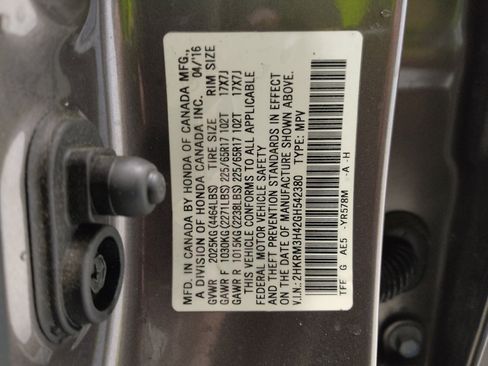 MFD. IN CANADA BY HONDA OF CANADA MFG.,
A DIVISION OF HONDA CANADA INC. 04/16
GVWR 2025KG(4464LBS) TIRE SIZE RIM SIZE
GAWR F 1030KG(2271LBS) 225/65R17 102T 17X7J
GAWR R 1015KG(2238LBS) 225/65R17 102T 17X7J
THIS VEHICLE CONFORMS TO ALL APPLICABLE
FEDERAL MOTOR VEHICLE SAFETY
AND THEFT PREVENTION STANDARDS IN EFFECT
ON THE DATE OF MANUFACTURE SHOWN ABOVE.
V.I.N.: 2HKRM3H42GH542380 TYPE: MPV
TFE G AE5 -YR578M -A -H